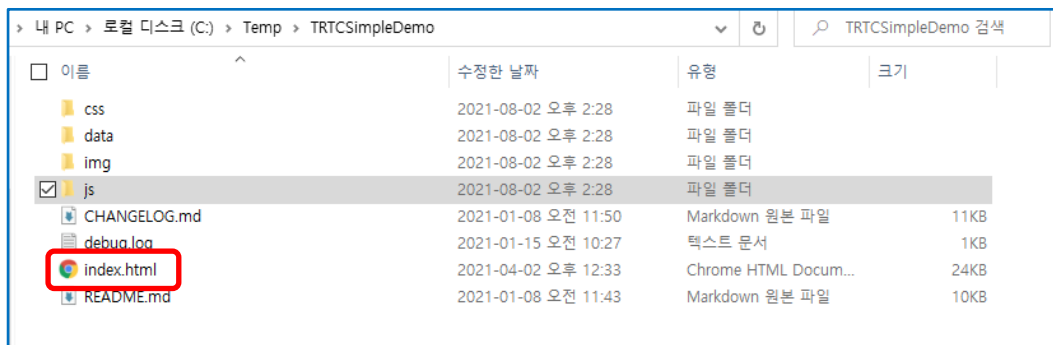 › 내 PC › 로컬 디스크 (C:) › Temp › TRTCSimpleDemo TRTCSimpleDemo 검색
이름 수정한 날짜 유형 크기
css 2021-08-02 오후 2:28 파일 폴더
data 2021-08-02 오후 2:28 파일 폴더
img 2021-08-02 오후 2:28 파일 폴더
js 2021-08-02 오후 2:28 파일 폴더
CHANGELOG.md 2021-01-08 오전 11:50 Markdown 원본 파일 11KB
debug.log 2021-01-15 오전 10:27 텍스트 문서 1KB
index.html 2021-04-02 오후 12:33 Chrome HTML Docum... 24KB
README.md 2021-01-08 오전 11:43 Markdown 원본 파일 10KB